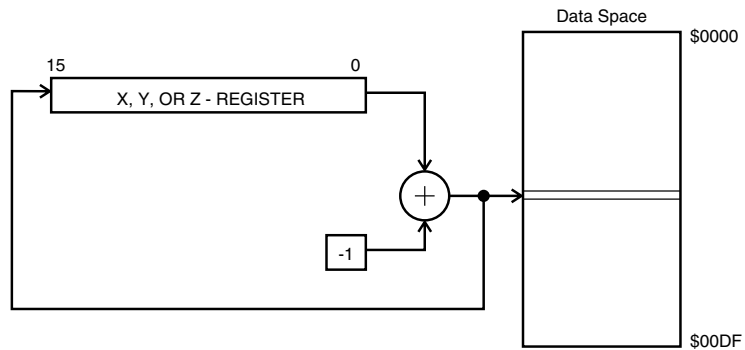 Data Space
$0000
15 0
X, Y, OR Z - REGISTER
+
-1
$00DF